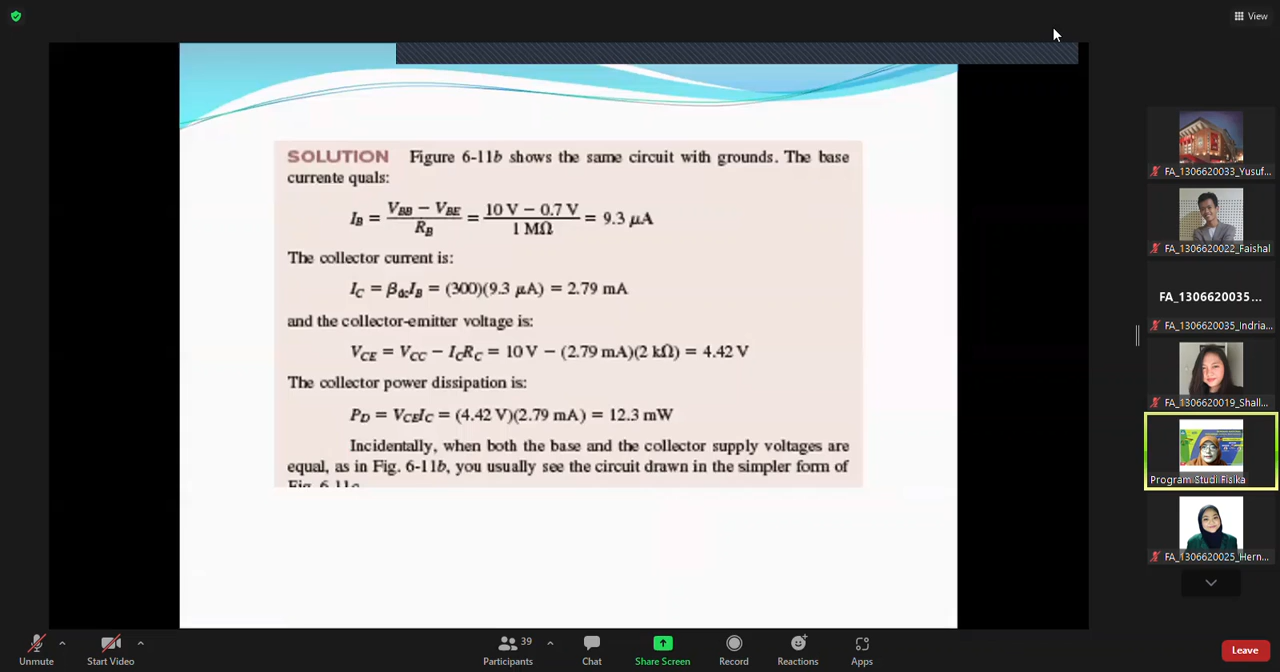 View
SOLUTION Figure 6-11b shows the same circuit with grounds. The base
currente quals:
I_B = (V_BB − V_BE) / R_B = (10 V − 0.7 V) / 1 MΩ = 9.3 μA
The collector current is:
I_C = β_dc I_B = (300)(9.3 μA) = 2.79 mA
and the collector-emitter voltage is:
V_CE = V_CC − I_C R_C = 10 V − (2.79 mA)(2 kΩ) = 4.42 V
The collector power dissipation is:
P_D = V_CE I_C = (4.42 V)(2.79 mA) = 12.3 mW
Incidentally, when both the base and the collector supply voltages are
equal, as in Fig. 6-11b, you usually see the circuit drawn in the simpler form of
Fig. 6-11c
FA_1306620033_Yusuf...
FA_1306620022_Faishal
FA_1306620035...
FA_1306620035_Indria...
FA_1306620019_Shall...
Program Studi Fisika
FA_1306620025_Hern...
Unmute
Start Video
Participants
39
Chat
Share Screen
Record
Reactions
Apps
Leave